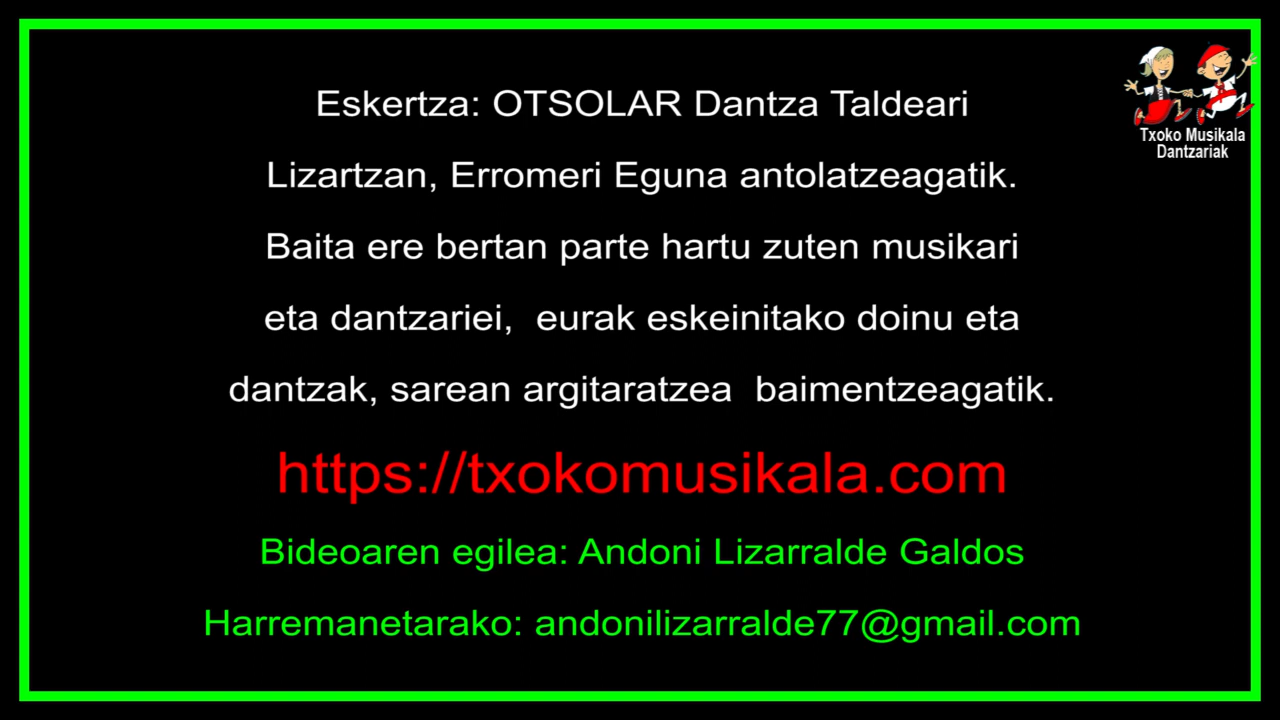 Eskertza: OTSOLAR Dantza Taldeari
Lizartzan, Erromeri Eguna antolatzeagatik.
Baita ere bertan parte hartu zuten musikari
eta dantzariei,  eurak eskeinitako doinu eta
dantzak, sarean argitaratzea  baimentzeagatik.
https://txokomusikala.com
Bideoaren egilea: Andoni Lizarralde Galdos
Harremanetarako: andonilizarralde77@gmail.com
Txoko Musikala
Dantzariak